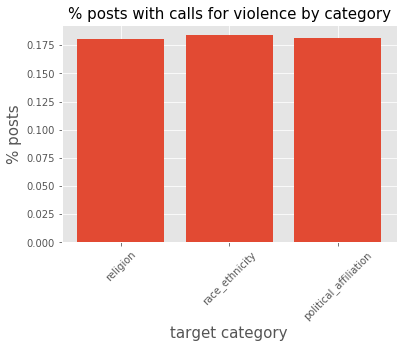 % posts with calls for violence by category
% posts
0.175
0.150
0.125
0.100
0.075
0.050
0.025
0.000
religion
race_ethnicity
political_affiliation
target category